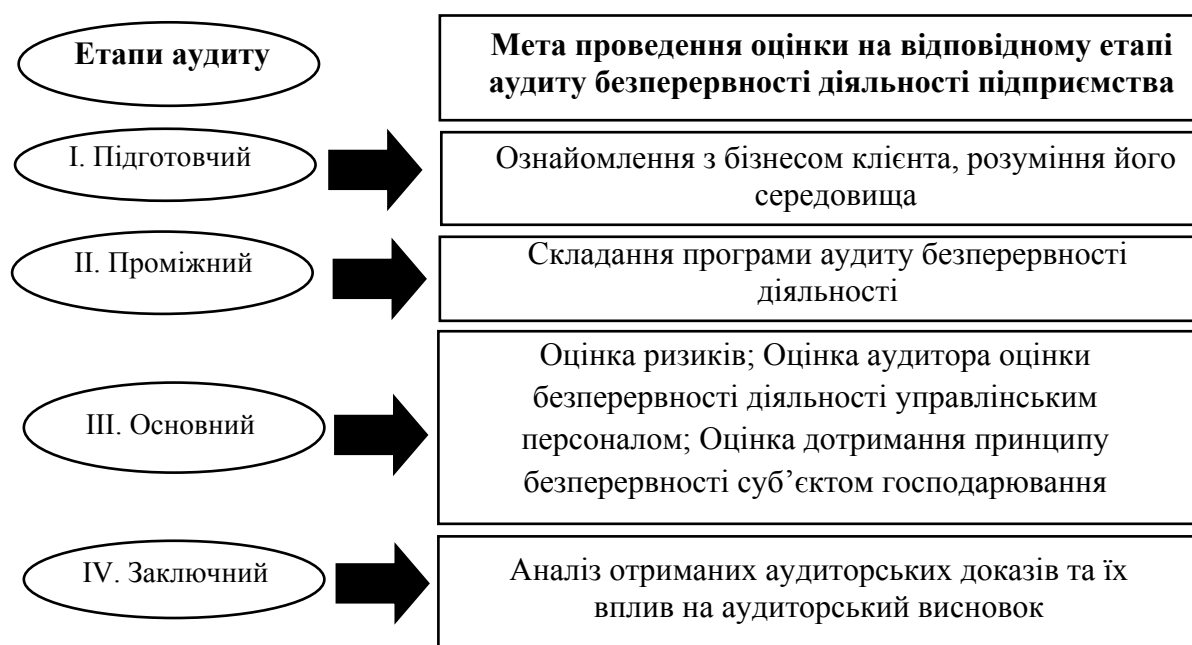 Етапи аудиту
Мета проведення оцінки на відповідному етапі
аудиту безперервності діяльності підприємства
І. Підготовчий
Ознайомлення з бізнесом клієнта, розуміння його
середовища
ІІ. Проміжний
Складання програми аудиту безперервності
діяльності
ІІІ. Основний
Оцінка ризиків; Оцінка аудитора оцінки
безперервності діяльності управлінським
персоналом; Оцінка дотримання принципу
безперервності суб’єктом господарювання
IV. Заключний
Аналіз отриманих аудиторських доказів та їх
вплив на аудиторський висновок